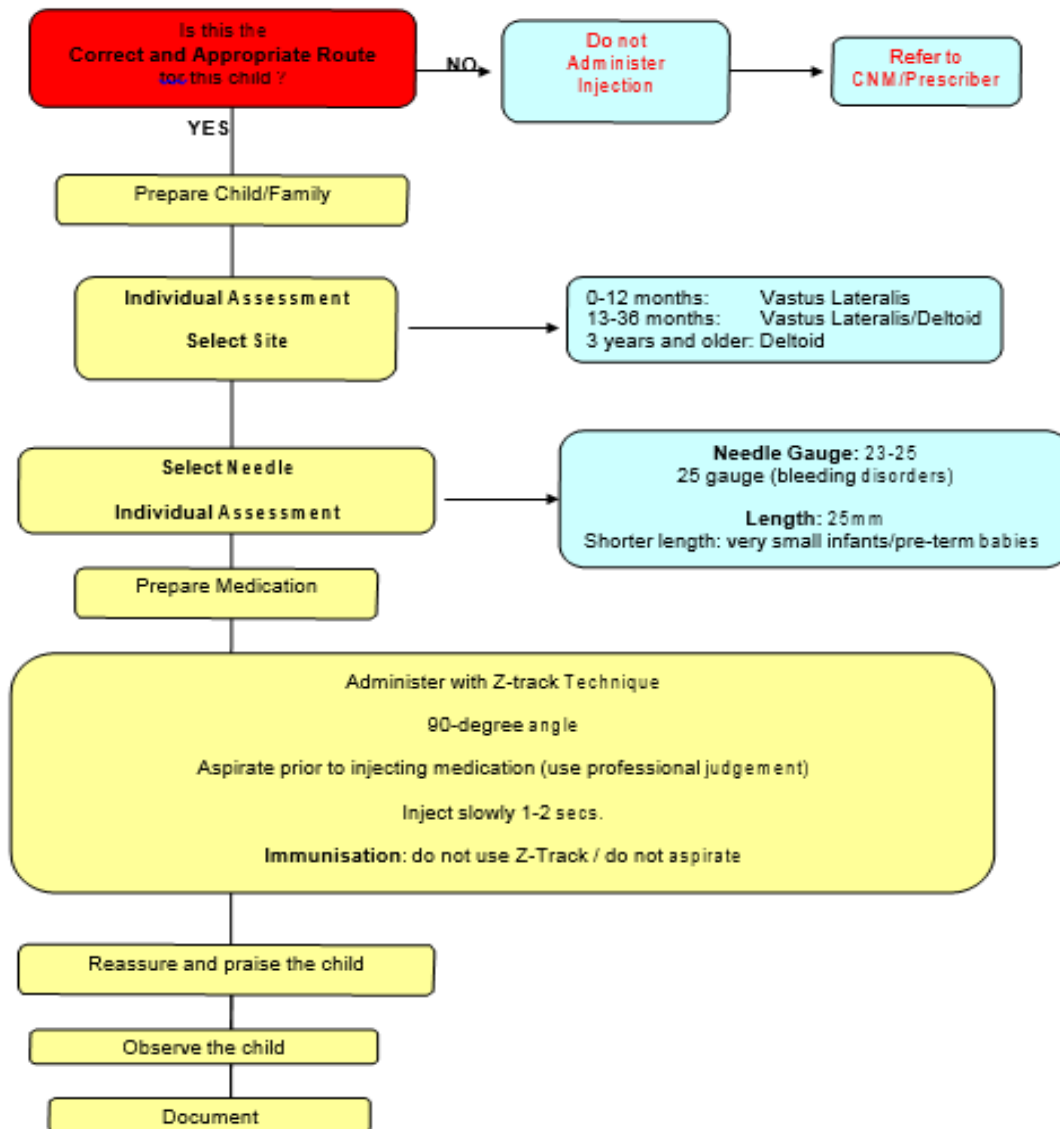 Is this the
Correct and Appropriate Route
toc this child ?
NO
Do not
Administer
Injection
Refer to
CNM/Prescriber
YES
Prepare Child/Family
Individual Assessment
Select Site
0-12 months: Vastus Lateralis
13-36 months: Vastus Lateralis/Deltoid
3 years and older: Deltoid
Select Needle
Individual Assessment
Needle Gauge: 23-25
25 gauge (bleeding disorders)
Length: 25mm
Shorter length: very small infants/pre-term babies
Prepare Medication
Administer with Z-track Technique
90-degree angle
Aspirate prior to injecting medication (use professional judgement)
Inject slowly 1-2 secs.
Immunisation: do not use Z-Track / do not aspirate
Reassure and praise the child
Observe the child
Document